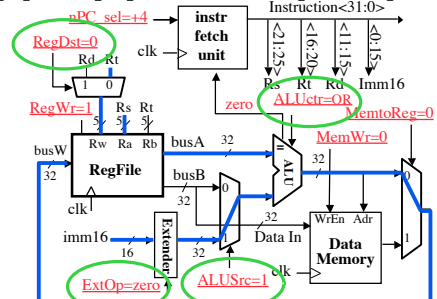 nPC_sel=+4
instr
fetch
unit
clk
Instruction<31:0>
<21:25>
<16:20>
<11:15>
<0:15>
Rs
Rt
Rd
Imm16
RegDst=0
Rd
Rt
1
0
RegWr=1
Rs
Rt
5
5
5
zero
ALUctr=OR
MemtoReg=0
MemWr=0
busW
32
Rw
Ra
Rb
RegFile
clk
busA
32
busB
32
=
ALU
32
0
0
WrEn
Adr
32
Data In
Data
Memory
clk
1
imm16
16
Extender
32
1
ExtOp=zero
ALUSrc=1